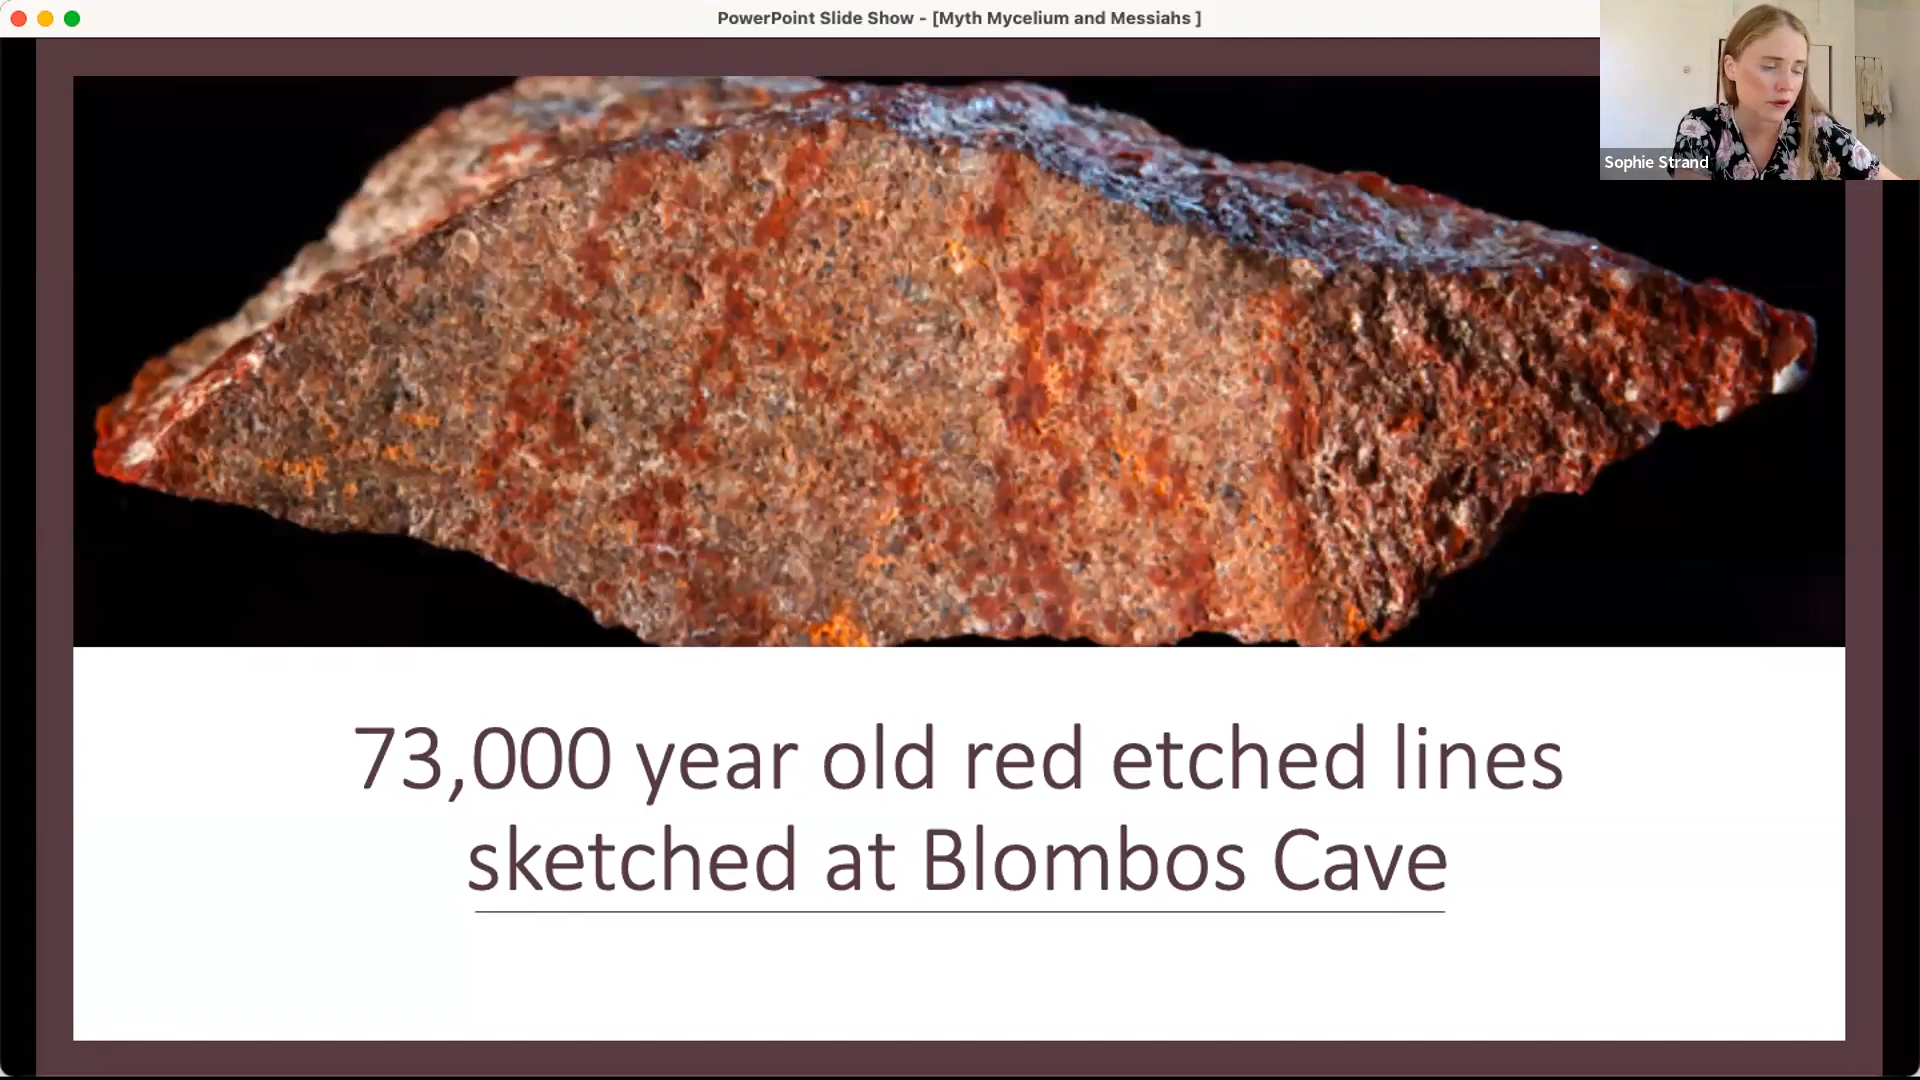 PowerPoint Slide Show - [Myth Mycelium and Messiahs ]
Sophie Strand
73,000 year old red etched lines
sketched at Blombos Cave